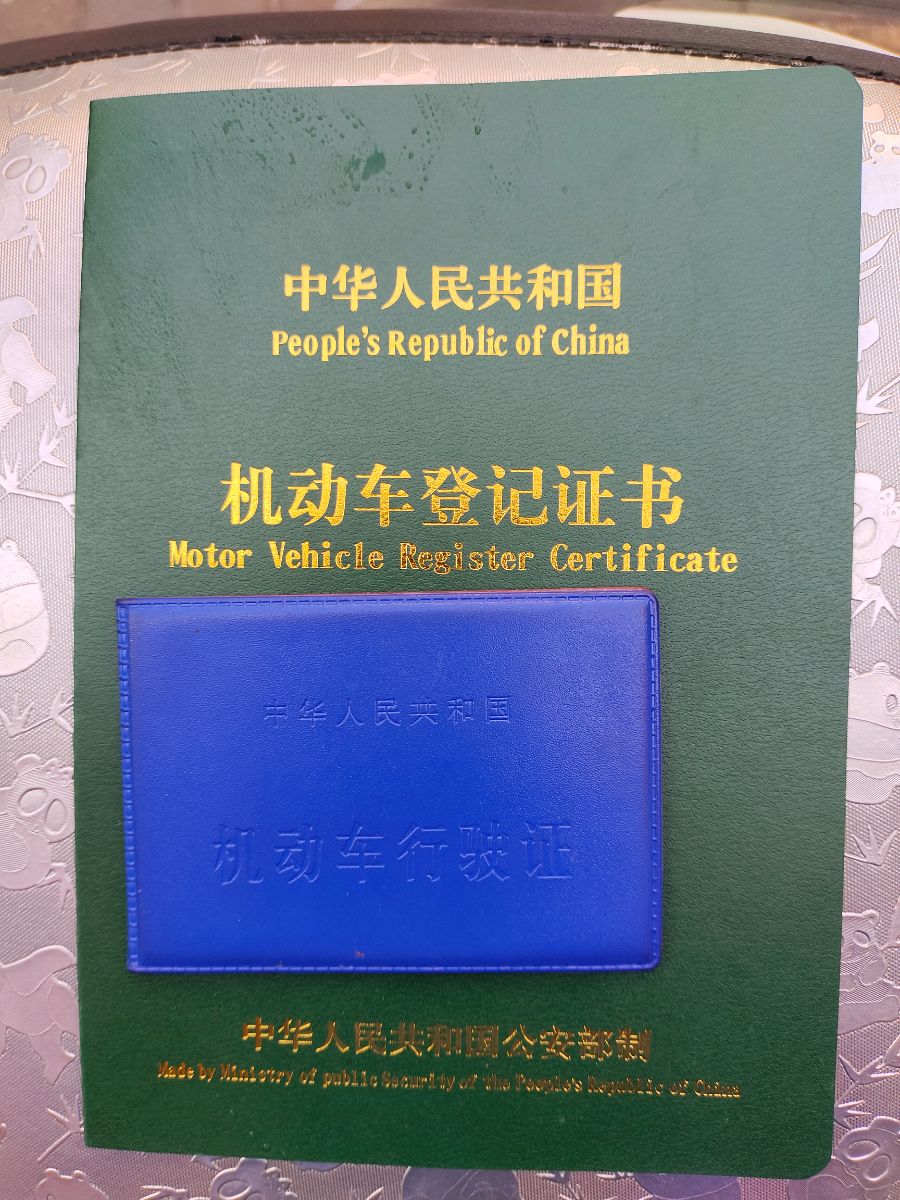 中华人民共和国
People's Republic of China
机动车登记证书
Motor Vehicle Register Certificate
中华人民共和国
机动车行驶证
中华人民共和国公安部制
Made by Ministry of public Security of the People's Republic of China